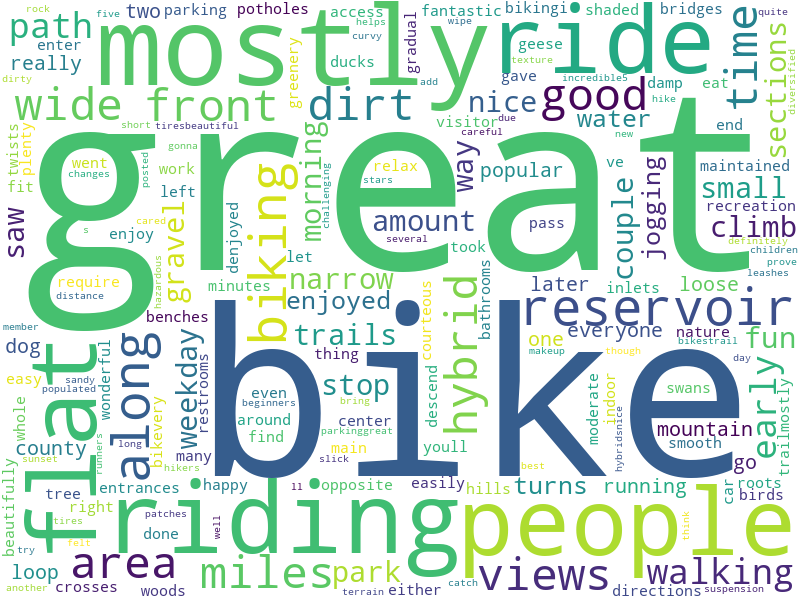 rock
five
two
parking
potholes
access
fantastic
bikingi
shaded
bridges
wipe
quite
path
enter
really
mostly
ride
time
greenery
ducks
helps
curvy
gradual
geese
texture
gave
incredible5
add
damp
eat
hike
diversified
dirty
sections
wide
front
dirt
nice
good
water
short
tiresbeautiful
visitor
careful
due
end
new
twists
plenty
great
went
changes
posted
gonna
work
left
fit
biking
morning
challenging
relax
stars
way
popular
ve
couple
jogging
maintained
small
recreation
saw
s
cared
enjoy
denjoyed
amount
several
pass
climb
definitely
children
prove
leashes
require
distance
hazardous
gravel
minutes
let
narrow
took
bathrooms
later
inlets
loose
member
dog
sandy
populated
wonderful
along
benches
weekday
restrooms
enjoyed
trails
thing
courteous
hybrid
reservoir
one
everyone
makeup
though
nature
bikestrail
day
fun
easy
whole
flat
bike
even
beginners
stop
bring
descend
moderate
indoor
swans
mountain
early
trailmostly
county
long
bikevery
around
find
center
parkinggreat
main
youll
best
hybridsnice
smooth
go
beautifully
sunset
runners
hikers
many
slick
tree
entrances
happy
11
opposite
easily
hills
turns
running
car
roots
birds
right
tires
patches
riding
people
try
felt
done
well
think
loop
area
miles
park
views
walking
another
crosses
woods
terrain
either
catch
directions
suspension